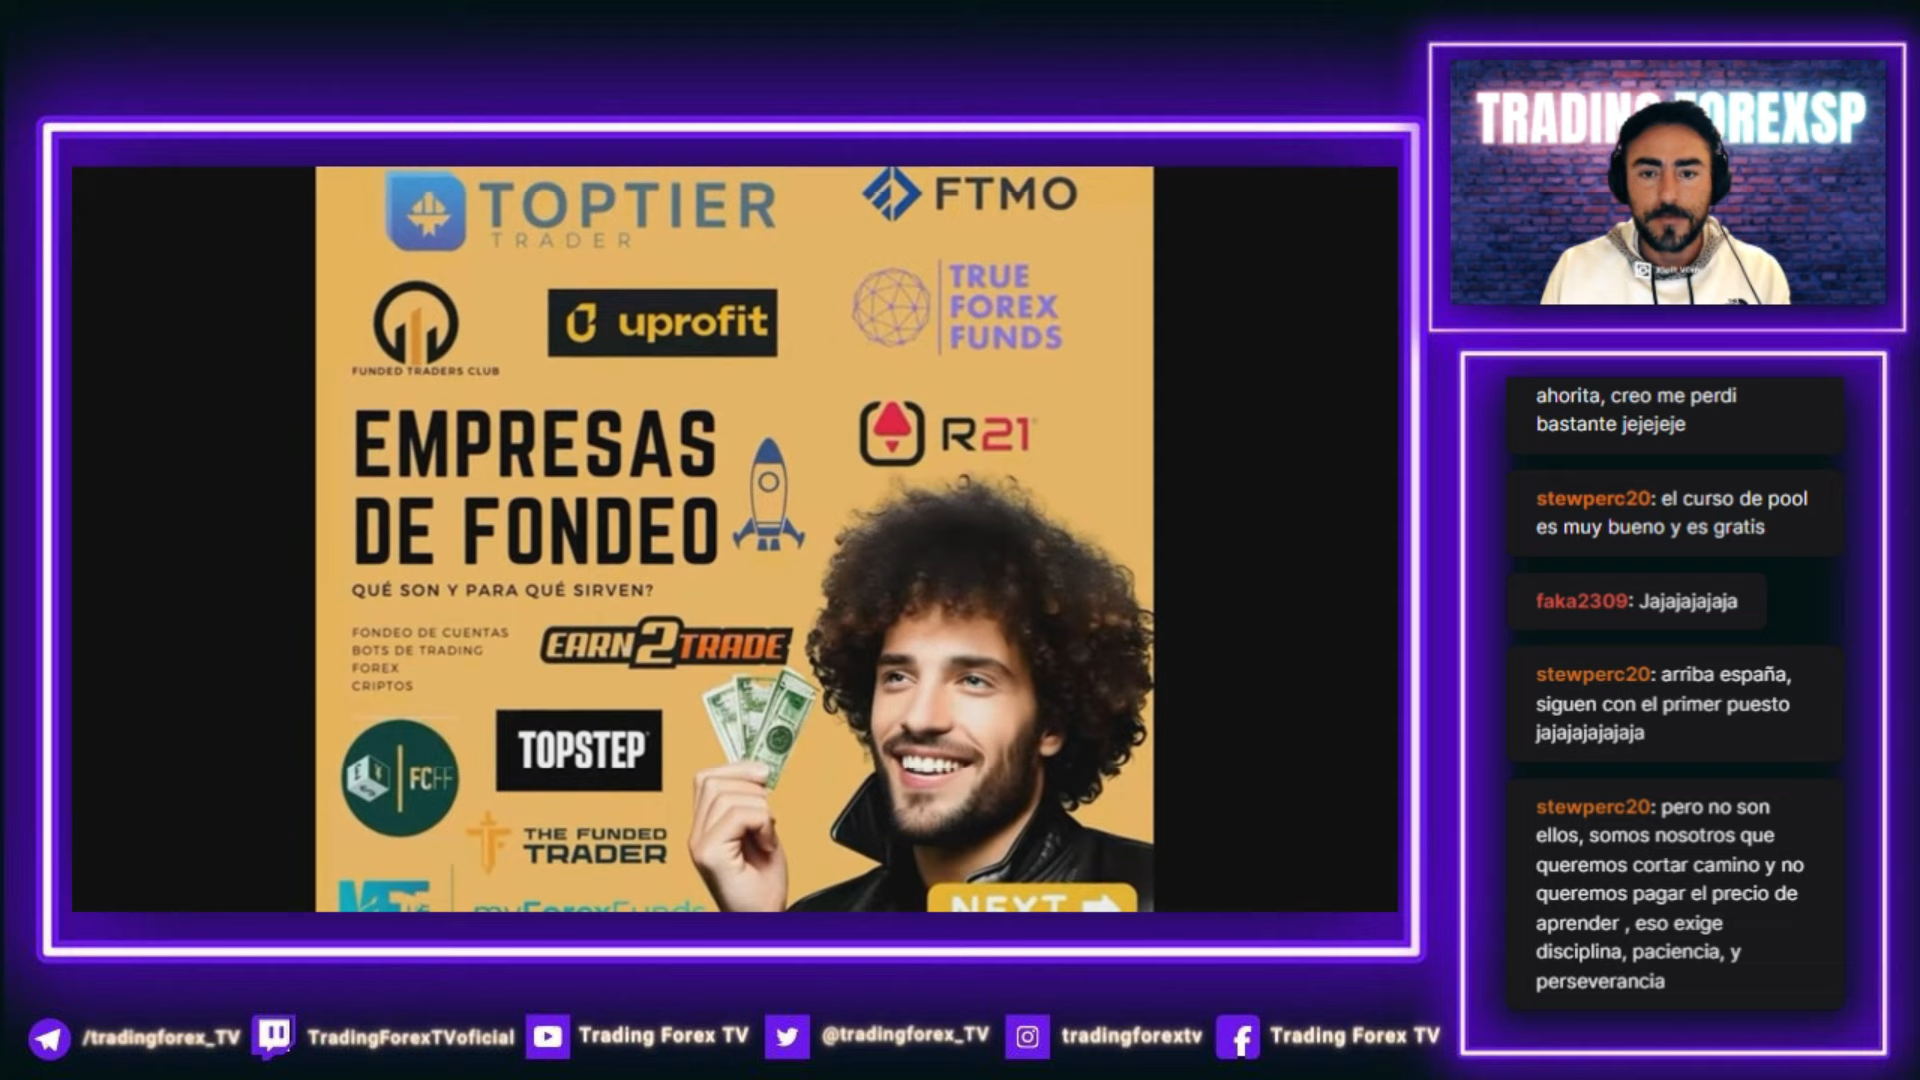 TOPTIER
TRADER
FTMO
FUNDED TRADERS CLUB
uprofit
TRUE
FOREX
FUNDS
EMPRESAS
DE FONDEO
R21
QUÉ SON Y PARA QUÉ SIRVEN?
FONDEO DE CUENTAS
BOTS DE TRADING
FOREX
CRIPTOS
EARN2TRADE
FCFF
TOPSTEP
THE FUNDED
TRADER
myForexFunds
NEXT
TRADING FOREXSP
ahorita, creo me perdi
bastante jejejeje
stewperc20: el curso de pool
es muy bueno y es gratis
faka2309: Jajajajajaja
stewperc20: arriba españa,
siguen con el primer puesto
jajajajajajaja
stewperc20: pero no son
ellos, somos nosotros que
queremos cortar camino y no
queremos pagar el precio de
aprender , eso exige
disciplina, paciencia, y
perseverancia
/tradingforex_TV
TradingForexTVoficial
Trading Forex TV
@tradingforex_TV
tradingforextv
Trading Forex TV